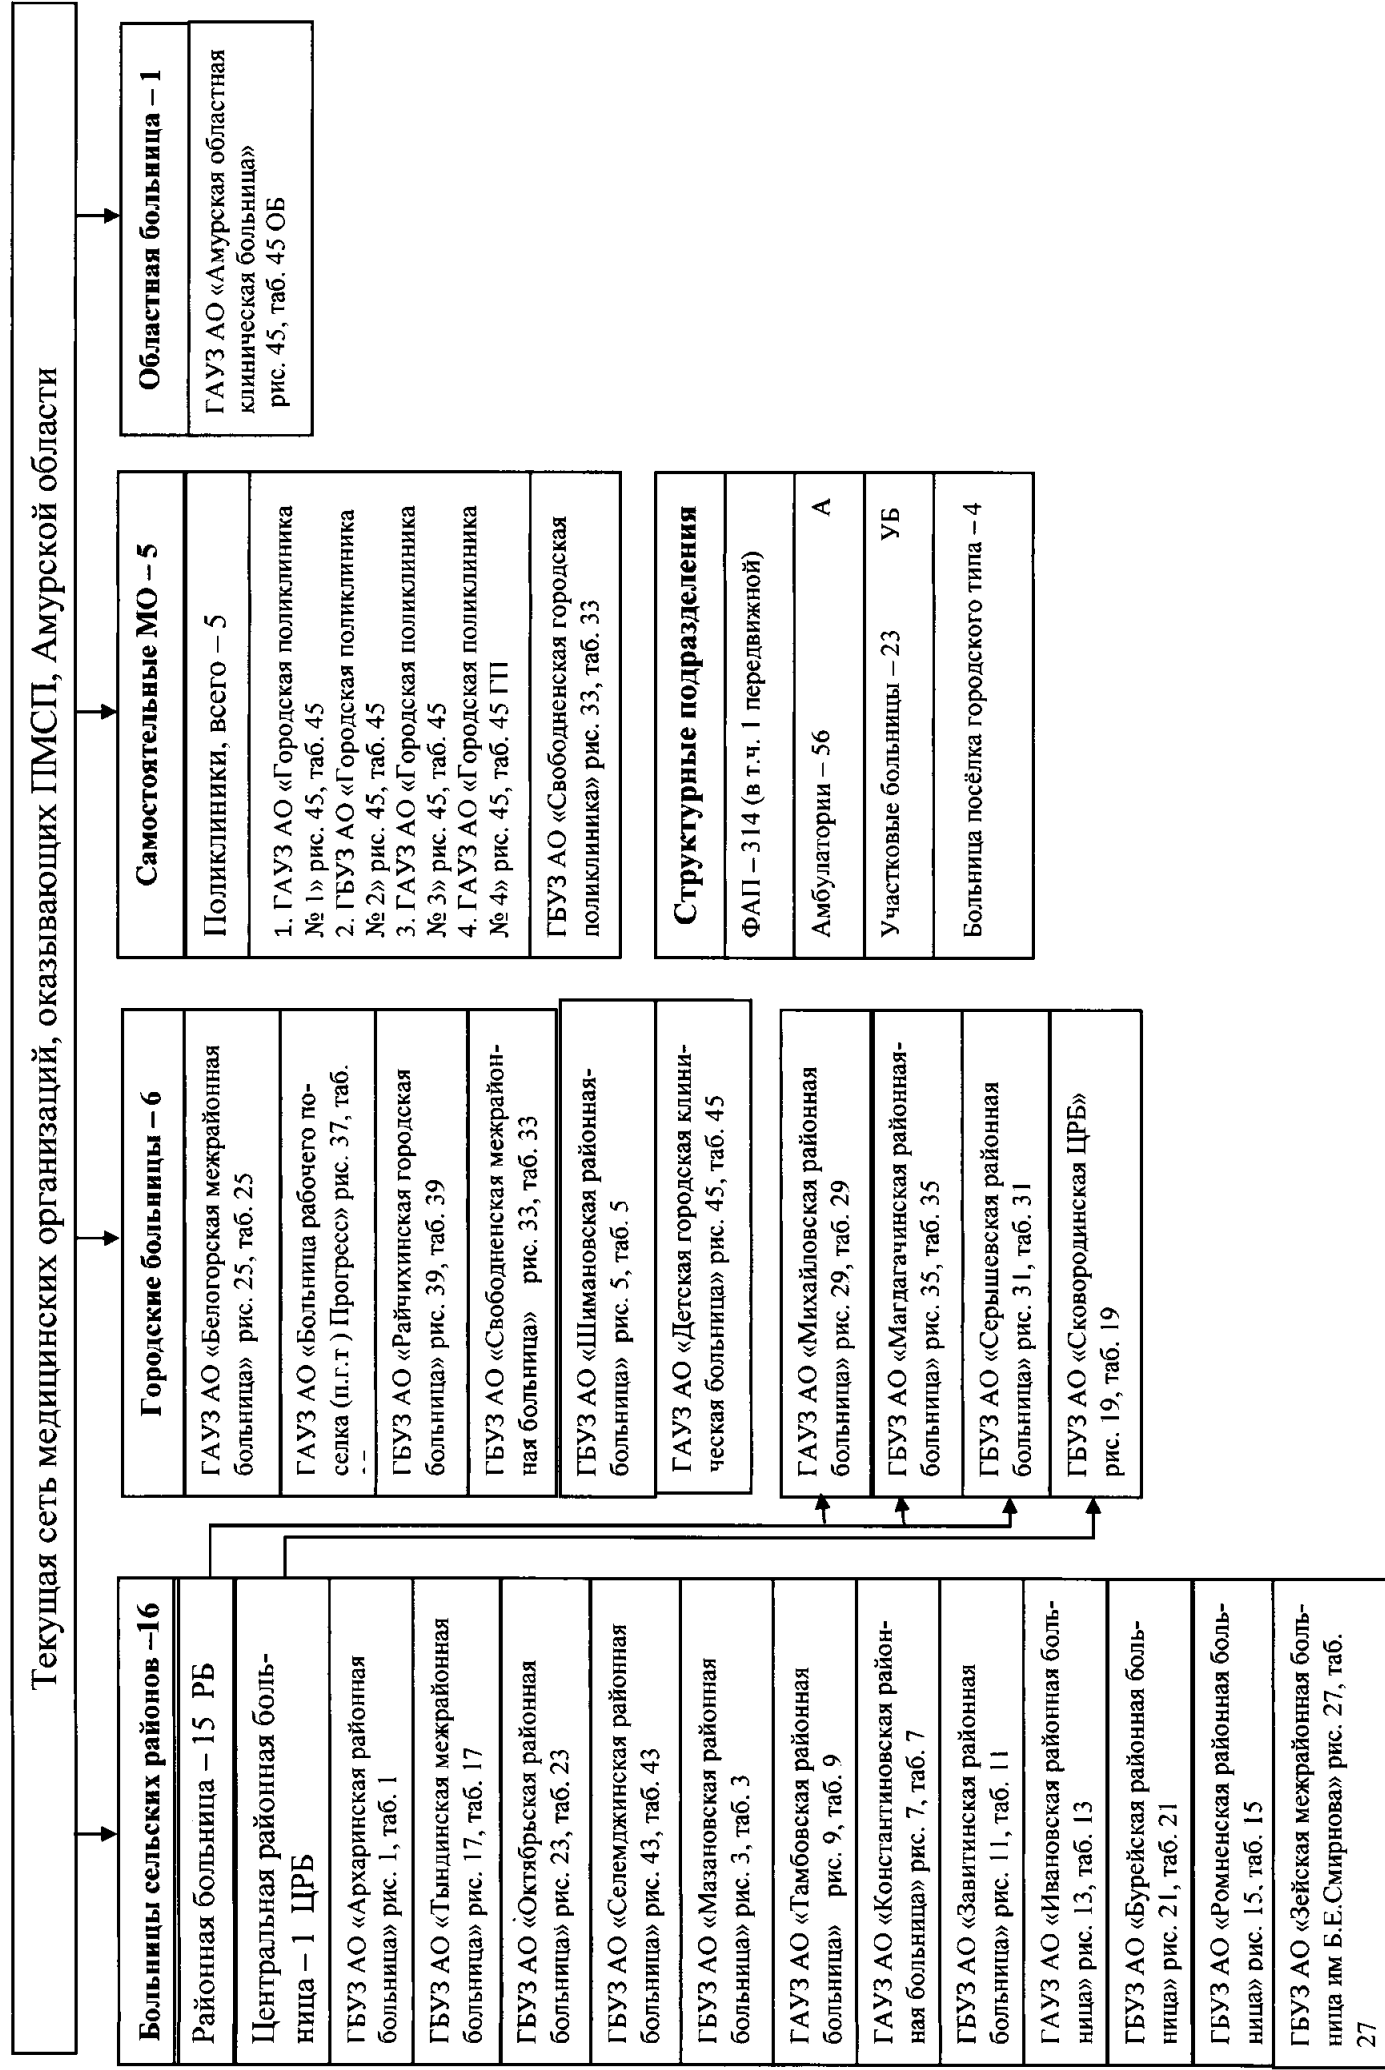 Текущая сеть медицинских организаций, оказывающих ПМСП, Амурской области
Больницы сельских районов –16
Районная больница – 15 РБ
Центральная районная боль-
ница – 1 ЦРБ
ГБУЗ АО «Архаринская районная
больница» рис. 1, таб. 1
ГБУЗ АО «Тындинская межрайонная
больница» рис. 17, таб. 17
ГБУЗ АО «Октябрьская районная
больница» рис. 23, таб. 23
ГБУЗ АО «Селемджинская районная
больница» рис. 43, таб. 43
ГБУЗ АО «Мазановская районная
больница» рис. 3, таб. 3
ГАУЗ АО «Тамбовская районная
больница» рис. 9, таб. 9
ГАУЗ АО «Константиновская район-
ная больница» рис. 7, таб. 7
ГБУЗ АО «Завитинская районная
больница» рис. 11, таб. 11
ГАУЗ АО «Ивановская районная боль-
ница» рис. 13, таб. 13
ГБУЗ АО «Бурейская районная боль-
ница» рис. 21, таб. 21
ГБУЗ АО «Ромненская районная боль-
ница» рис. 15. таб. 15
ГБУЗ АО «Зейская межрайонная боль-
ница им Б.Е.Смирнова» рис. 27, таб.
27
Городские больницы – 6
ГАУЗ АО «Белогорская межрайонная
больница» рис. 25, таб. 25
ГАУЗ АО «Больница рабочего по-
селка (п.г.т ) Прогресс» рис. 37, таб.
ГБУЗ АО «Райчихинская городская
больница» рис. 39, таб. 39
ГБУЗ АО «Свободненская межрайон-
ная больница» рис. 33, таб. 33
ГБУЗ АО «Шимановская районная-
больница» рис. 5, таб. 5
ГАУЗ АО «Детская городская клини-
ческая больница» рис. 45, таб. 45
ГАУЗ АО «Михайловская районная
больница» рис. 29, таб. 29
ГБУЗ АО «Магдагачинская районная-
больница» рис. 35, таб. 35
ГБУЗ АО «Серышевская районная
больница» рис. 31, таб. 31
ГБУЗ АО «Сковородинская ЦРБ»
рис. 19, таб. 19
Самостоятельные МО – 5
Поликлиники, всего – 5
1. ГАУЗ АО «Городская поликлиника
№ 1» рис. 45, таб. 45
2. ГБУЗ АО «Городская поликлиника
№ 2» рис. 45, таб. 45
3. ГАУЗ АО «Городская поликлиника
№ 3» рис. 45, таб. 45
4. ГАУЗ АО «Городская поликлиника
№ 4» рис. 45, таб. 45 ГП
ГБУЗ АО «Свободненская городская
поликлиника» рис. 33, таб. 33
Структурные подразделения
ФАП – 314 (в т.ч. 1 передвижной)
Амбулатории – 56 А
Участковые больницы – 23 УБ
Больница посёлка городского типа – 4
Областная больница – 1
ГАУЗ АО «Амурская областная
клиническая больница»
рис. 45, таб. 45 ОБ